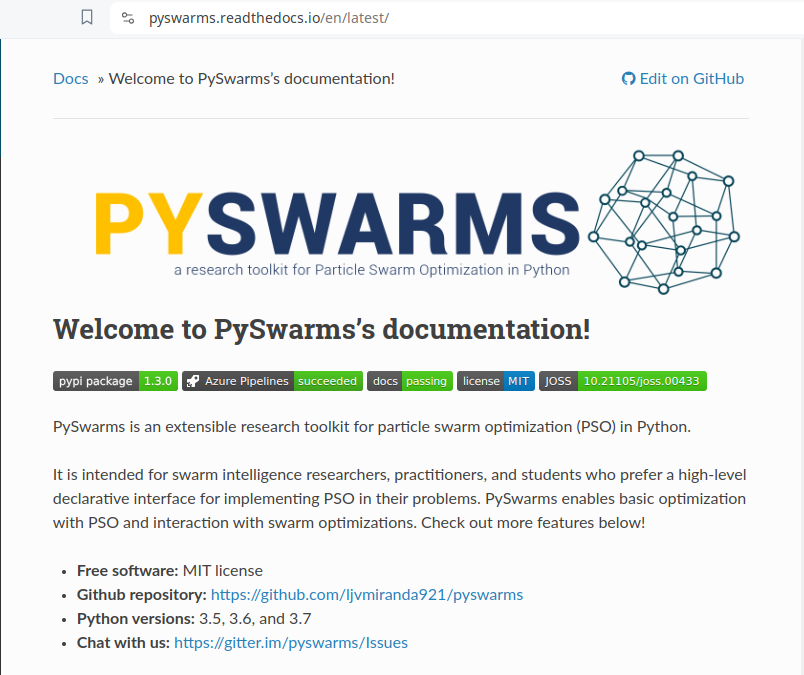 pyswarms.readthedocs.io/en/latest/
Docs » Welcome to PySwarms's documentation!
Edit on GitHub
PYSWARMS
a research toolkit for Particle Swarm Optimization in Python
Welcome to PySwarms's documentation!
pypi package 1.3.0 Azure Pipelines succeeded docs passing license MIT JOSS 10.21105/joss.00433
PySwarms is an extensible research toolkit for particle swarm optimization (PSO) in Python.
It is intended for swarm intelligence researchers, practitioners, and students who prefer a high-level
declarative interface for implementing PSO in their problems. PySwarms enables basic optimization
with PSO and interaction with swarm optimizations. Check out more features below!
• Free software: MIT license
• Github repository: https://github.com/ljvmiranda921/pyswarms
• Python versions: 3.5, 3.6, and 3.7
• Chat with us: https://gitter.im/pyswarms/Issues